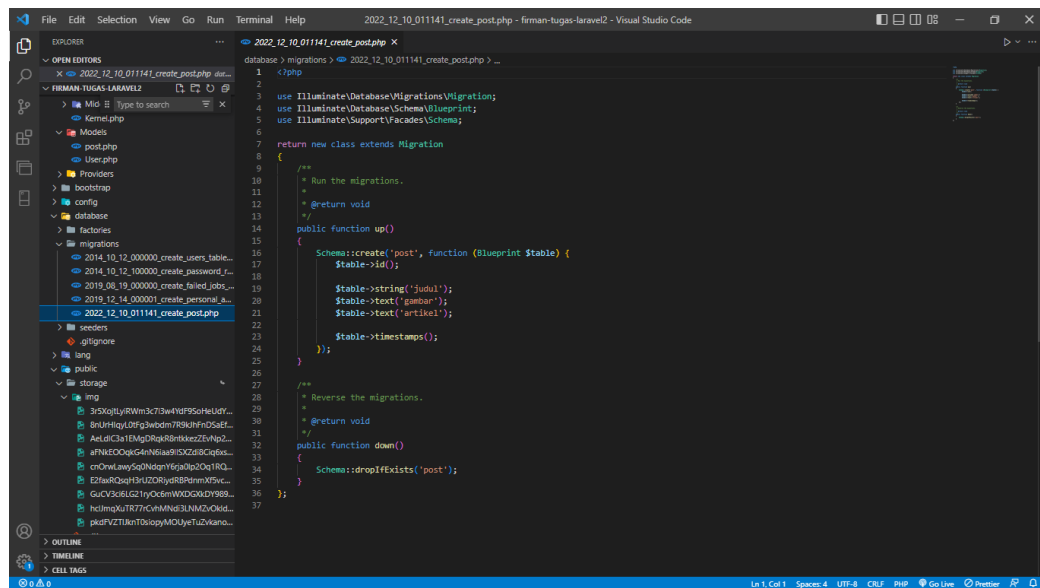 File Edit Selection View Go Run Terminal Help 2022_12_10_011141_create_post.php - firman-tugas-laravel2 - Visual Studio Code
EXPLORER
OPEN EDITORS
2022_12_10_011141_create_post.php dat...
FIRMAN-TUGAS-LARAVEL2
Mid Type to search
Kernel.php
Models
post.php
User.php
Providers
bootstrap
config
database
factories
migrations
2014_10_12_000000_create_users_table...
2014_10_12_100000_create_password_r...
2019_08_19_000000_create_failed_jobs_...
2019_12_14_000001_create_personal_a...
2022_12_10_011141_create_post.php
seeders
.gitignore
lang
public
storage
img
OUTLINE
TIMELINE
CELL TAGS
2022_12_10_011141_create_post.php
database > migrations > 2022_12_10_011141_create_post.php > ...
1 <?php
2
3 use Illuminate\Database\Migrations\Migration;
4 use Illuminate\Database\Schema\Blueprint;
5 use Illuminate\Support\Facades\Schema;
6
7 return new class extends Migration
8 {
9 /**
10 * Run the migrations.
11 *
12 * @return void
13 */
14 public function up()
15 {
16 Schema::create('post', function (Blueprint $table) {
17 $table->id();
18
19 $table->string('judul');
20 $table->text('gambar');
21 $table->text('artikel');
22
23 $table->timestamps();
24 });
25 }
26
27 /**
28 * Reverse the migrations.
29 *
30 * @return void
31 */
32 public function down()
33 {
34 Schema::dropIfExists('post');
35 }
36 };
37
0 0 Ln 1, Col 1 Spaces: 4 UTF-8 CRLF PHP Go Live Prettier